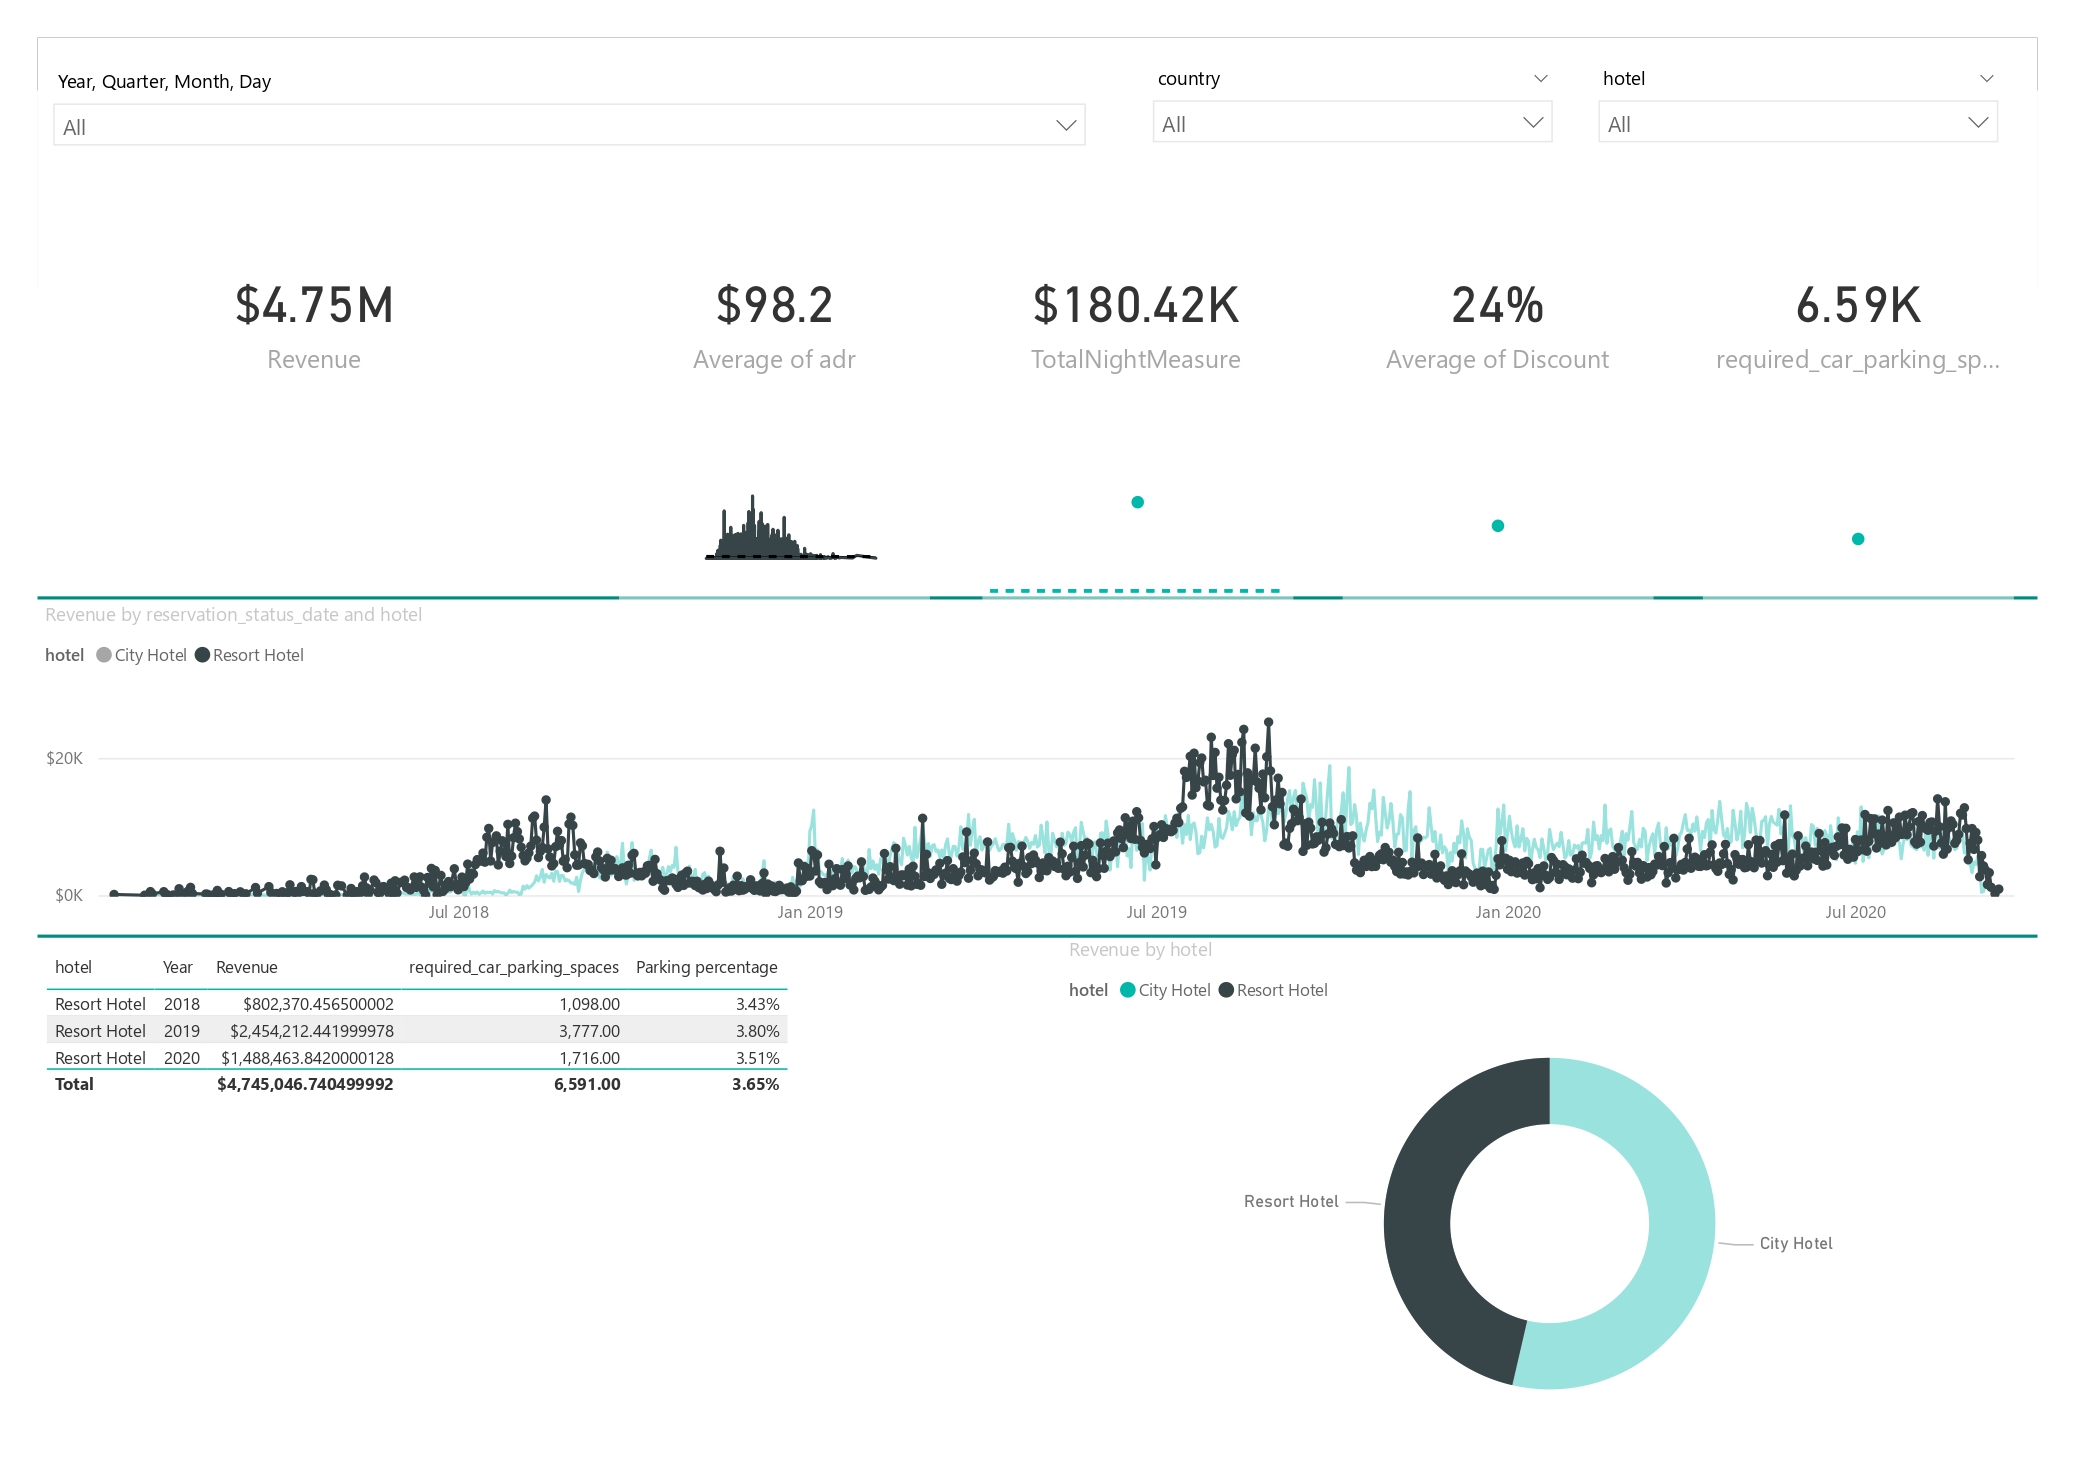 Year, Quarter, Month, Day
country
hotel
All
All
All
$4.75M
$98.2
$180.42K
24%
6.59K
Revenue
Average of adr
TotalNightMeasure
Average of Discount
required_car_parking_sp...
Revenue by reservation_status_date and hotel
hotel City Hotel Resort Hotel
$20K
$0K
Jul 2018 Jan 2019 Jul 2019 Jan 2020 Jul 2020
hotel Year Revenue required_car_parking_spaces Parking percentage
Resort Hotel 2018 $802,370.456500002 1,098.00 3.43%
Resort Hotel 2019 $2,454,212.441999978 3,777.00 3.80%
Resort Hotel 2020 $1,488,463.8420000128 1,716.00 3.51%
Total $4,745,046.740499992 6,591.00 3.65%
Revenue by hotel
hotel City Hotel Resort Hotel
Resort Hotel
City Hotel